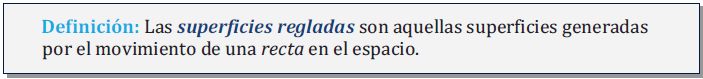 Definición: Las superficies regladas son aquellas superficies generadas
por el movimiento de una recta en el espacio.